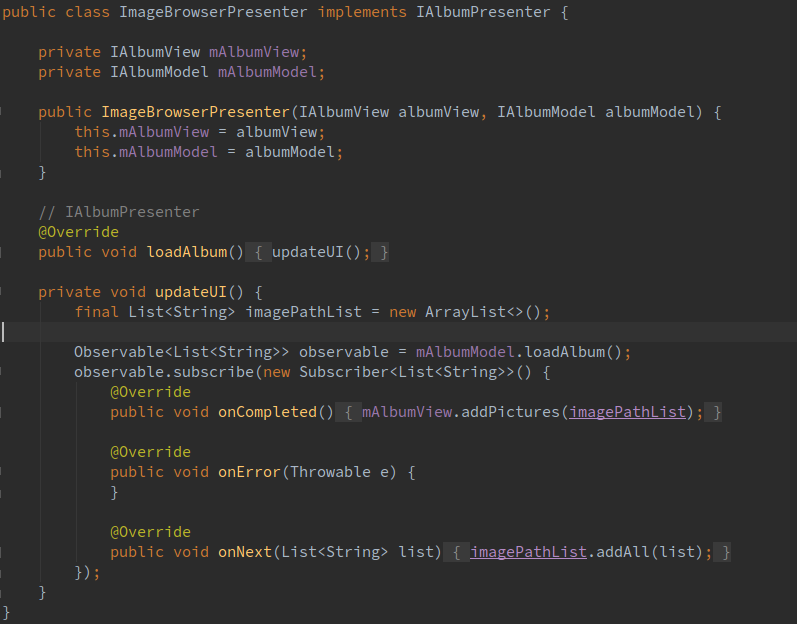 public class ImageBrowserPresenter implements IAlbumPresenter {
private IAlbumView mAlbumView;
private IAlbumModel mAlbumModel;
public ImageBrowserPresenter(IAlbumView albumView, IAlbumModel albumModel) {
this.mAlbumView = albumView;
this.mAlbumModel = albumModel;
}
// IAlbumPresenter
@Override
public void loadAlbum() { updateUI(); }
private void updateUI() {
final List<String> imagePathList = new ArrayList<>();
Observable<List<String>> observable = mAlbumModel.loadAlbum();
observable.subscribe(new Subscriber<List<String>>() {
@Override
public void onCompleted() { mAlbumView.addPictures(imagePathList); }
@Override
public void onError(Throwable e) {
}
@Override
public void onNext(List<String> list) { imagePathList.addAll(list); }
});
}
}